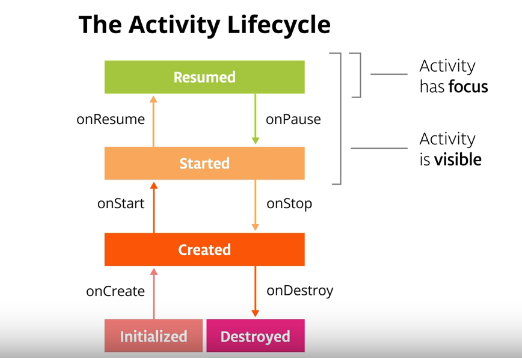 The Activity Lifecycle
Resumed
Activity
has focus
onResume
onPause
Activity
is visible
Started
onStart
onStop
Created
onCreate
onDestroy
Initialized
Destroyed